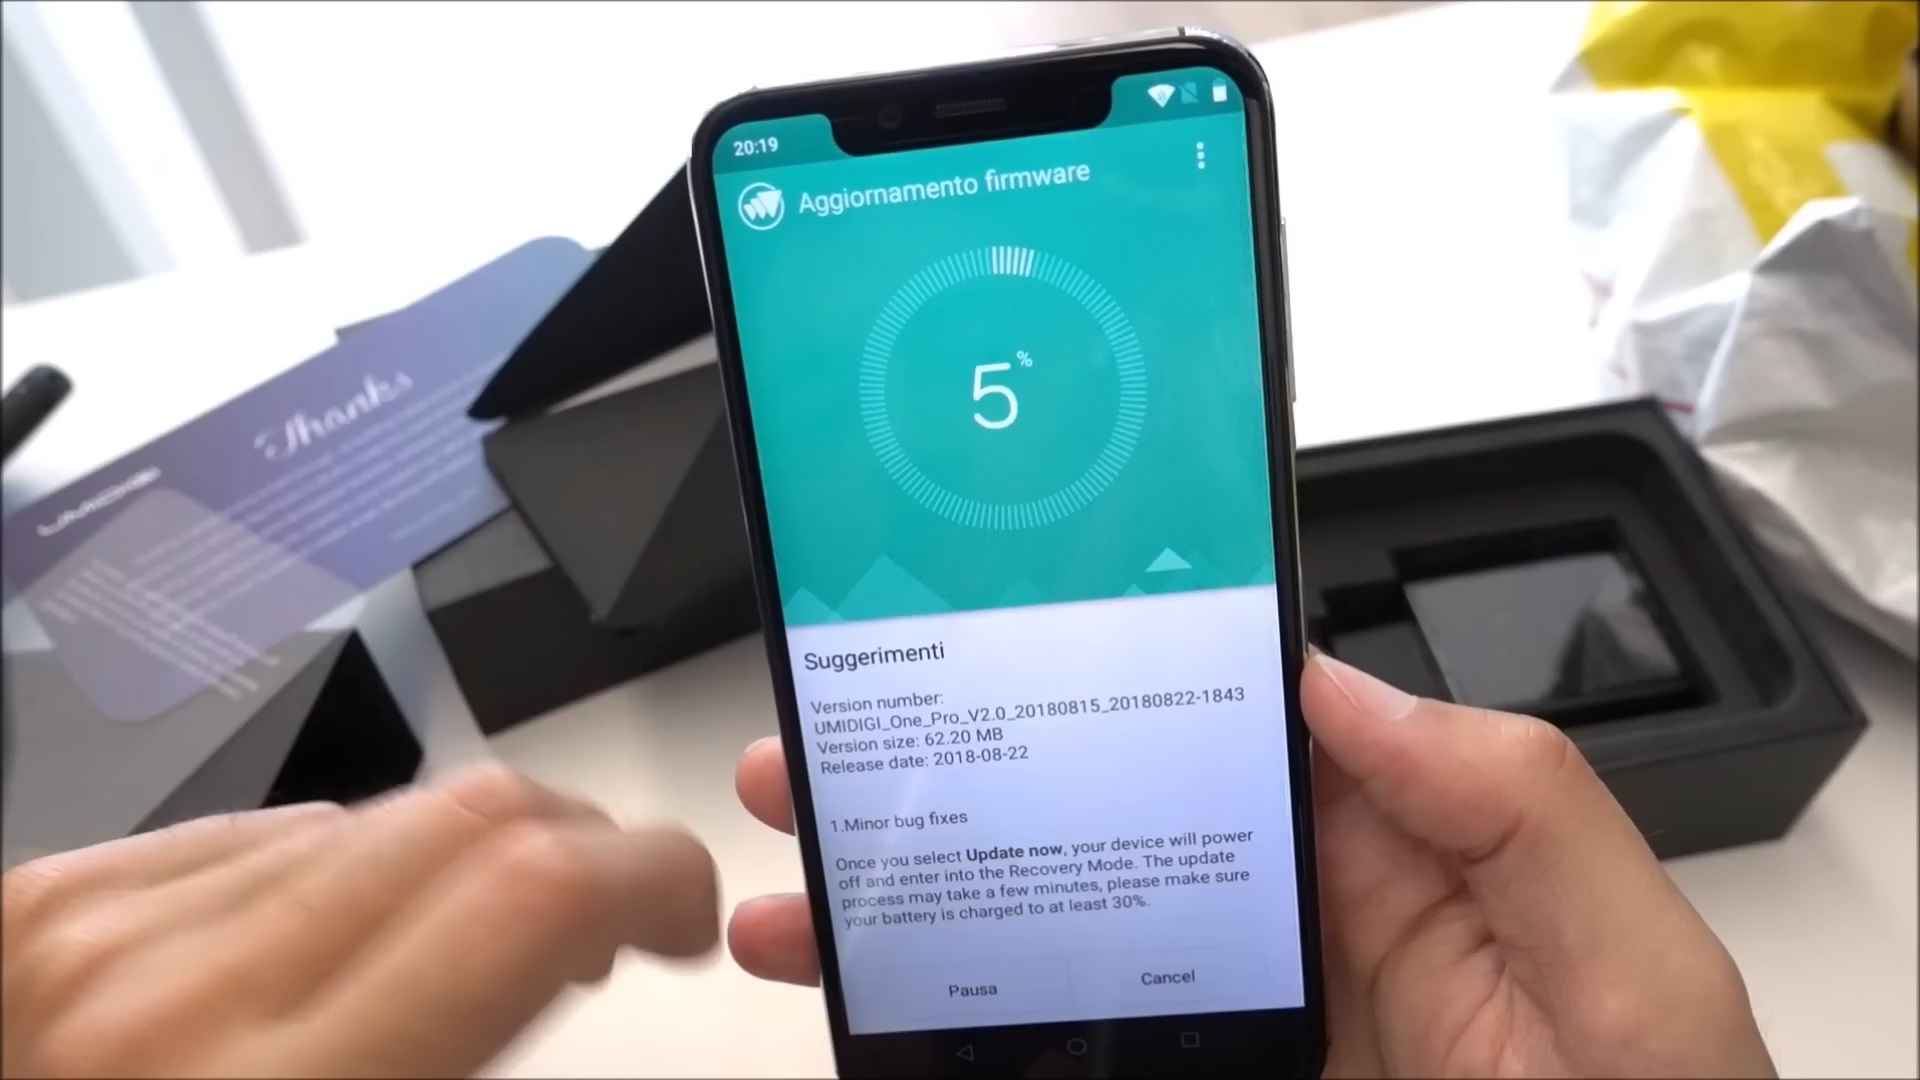 20:19
Aggiornamento firmware
5%
Suggerimenti
Version number:
UMIDIGI_One_Pro_V2.0_20180815_20180822-1843
Version size: 62.20 MB
Release date: 2018-08-22
1.Minor bug fixes
Once you select Update now, your device will power
off and enter into the Recovery Mode. The update
process may take a few minutes, please make sure
your battery is charged to at least 30%.
Pausa
Cancel
Thanks
UMIDIGI